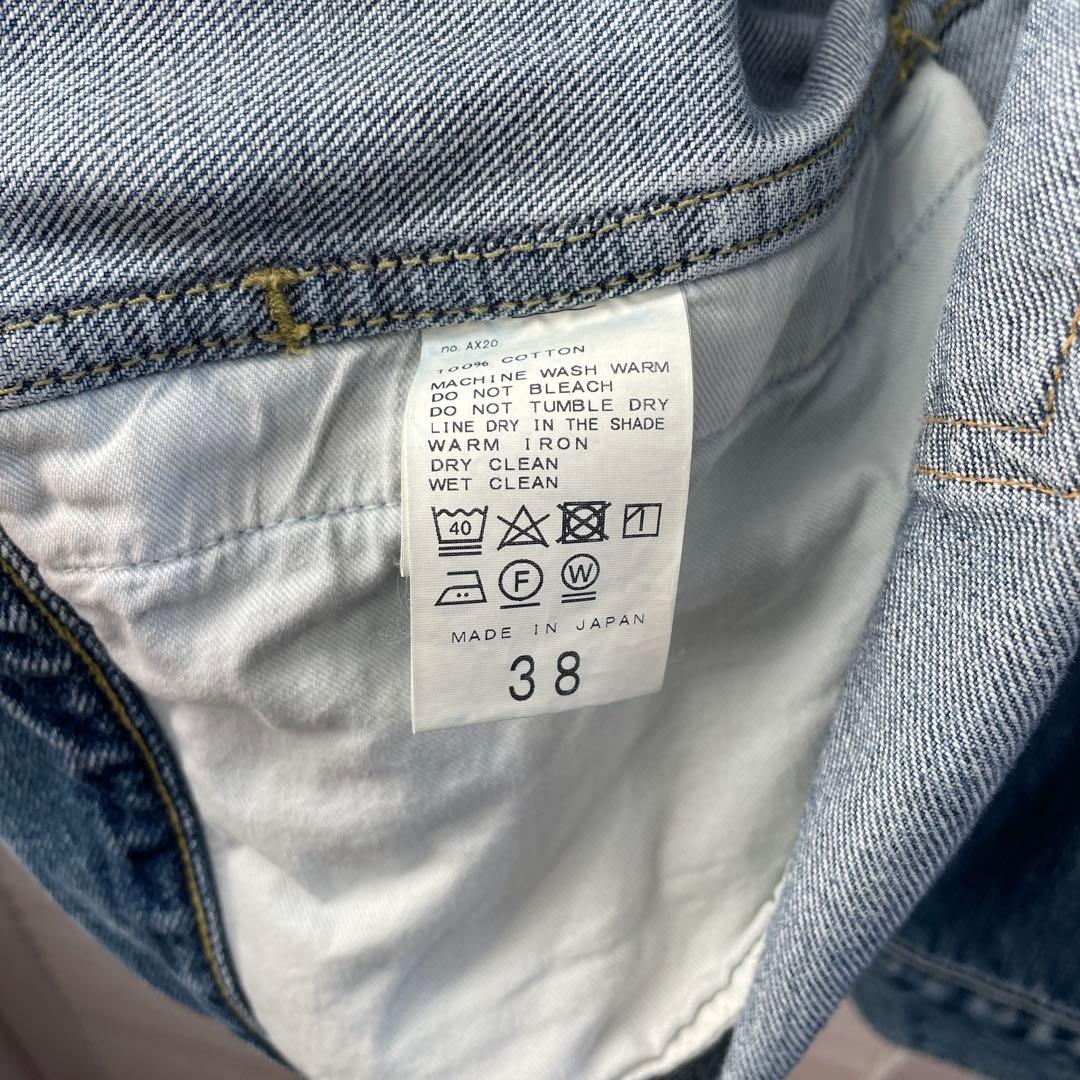 no. AX20
100% COTTON
MACHINE WASH WARM
DO NOT BLEACH
DO NOT TUMBLE DRY
LINE DRY IN THE SHADE
WARM IRON
DRY CLEAN
WET CLEAN
40
F W
MADE IN JAPAN
38